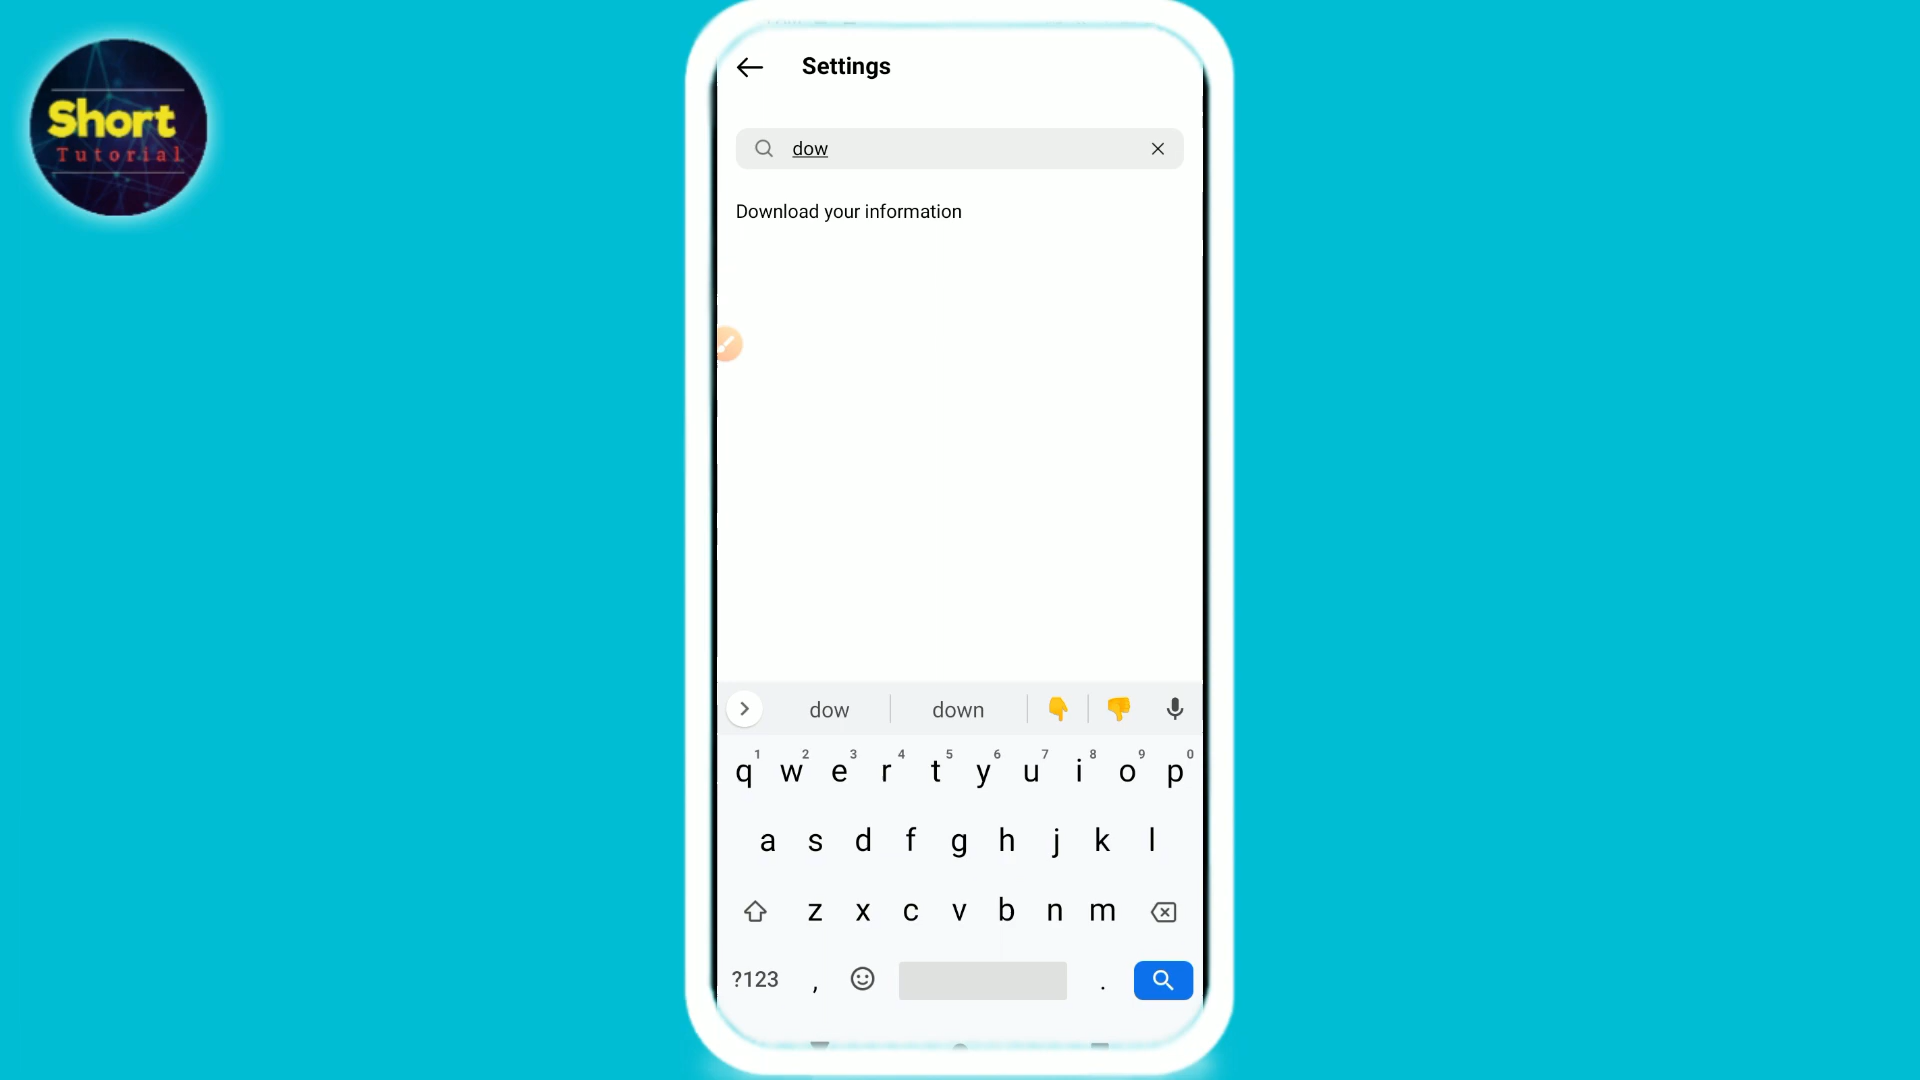 Short
Tutorial
Settings
dow
Download your information
dow
down
1 2 3 4 5 6 7 8 9 0
q w e r t y u i o p
a s d f g h j k l
z x c v b n m
?123 , .